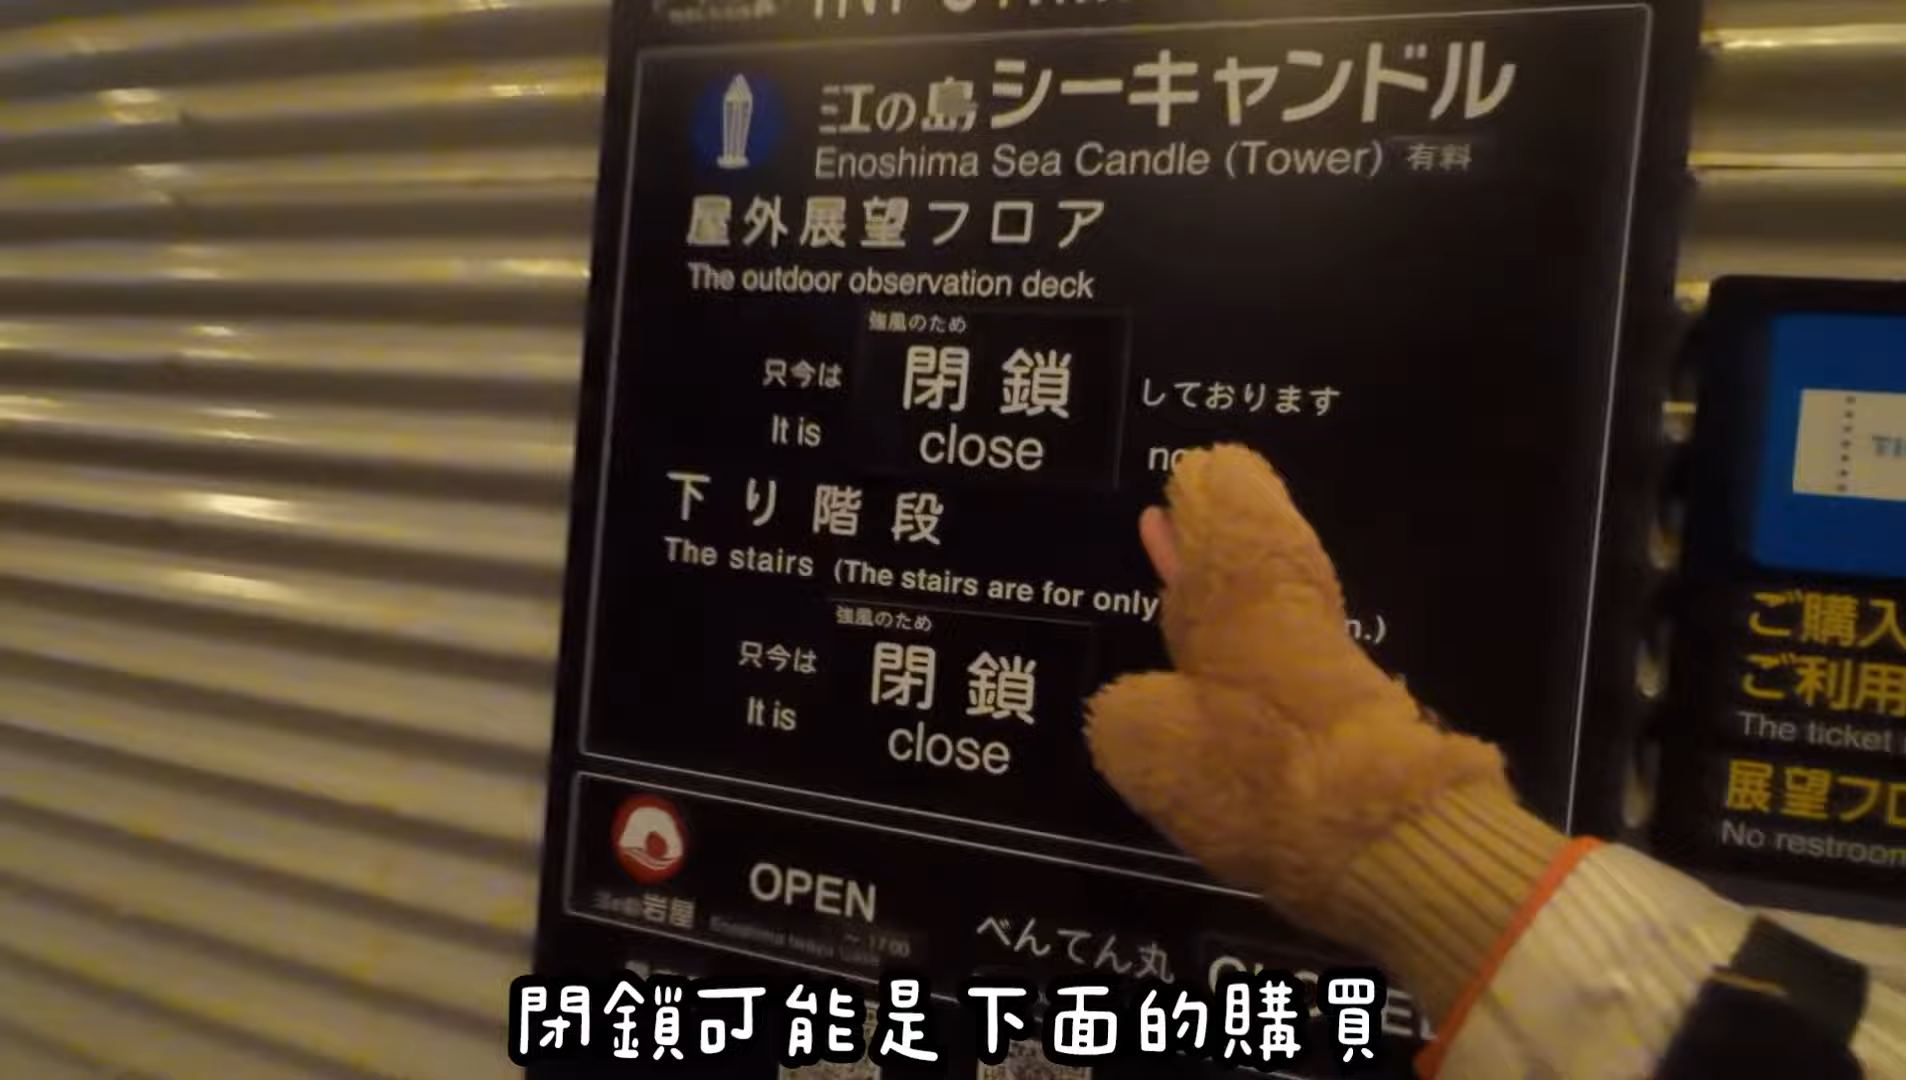 江の島シーキャンドル
Enoshima Sea Candle (Tower) 有料
屋外展望フロア
The outdoor observation deck
強風のため
只今は 閉鎖 しております
It is close
下り階段
The stairs (The stairs are for only
強風のため
只今は 閉鎖
It is close
OPEN
岩屋
17:00
べんてん丸
ご購入
ご利用
The ticket
展望フロ
No restroom
閉鎖可能是 下面的購買